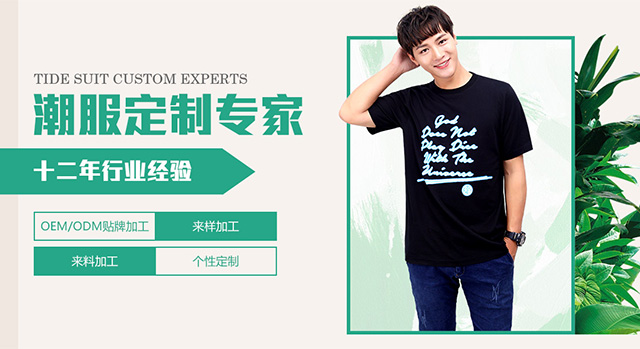 TIDE SUIT CUSTOM EXPERTS
潮服定制专家
十二年行业经验
OEM/ODM贴牌加工 来样加工
来料加工 个性定制
God
Does Not
Play Dice
With The
Universe